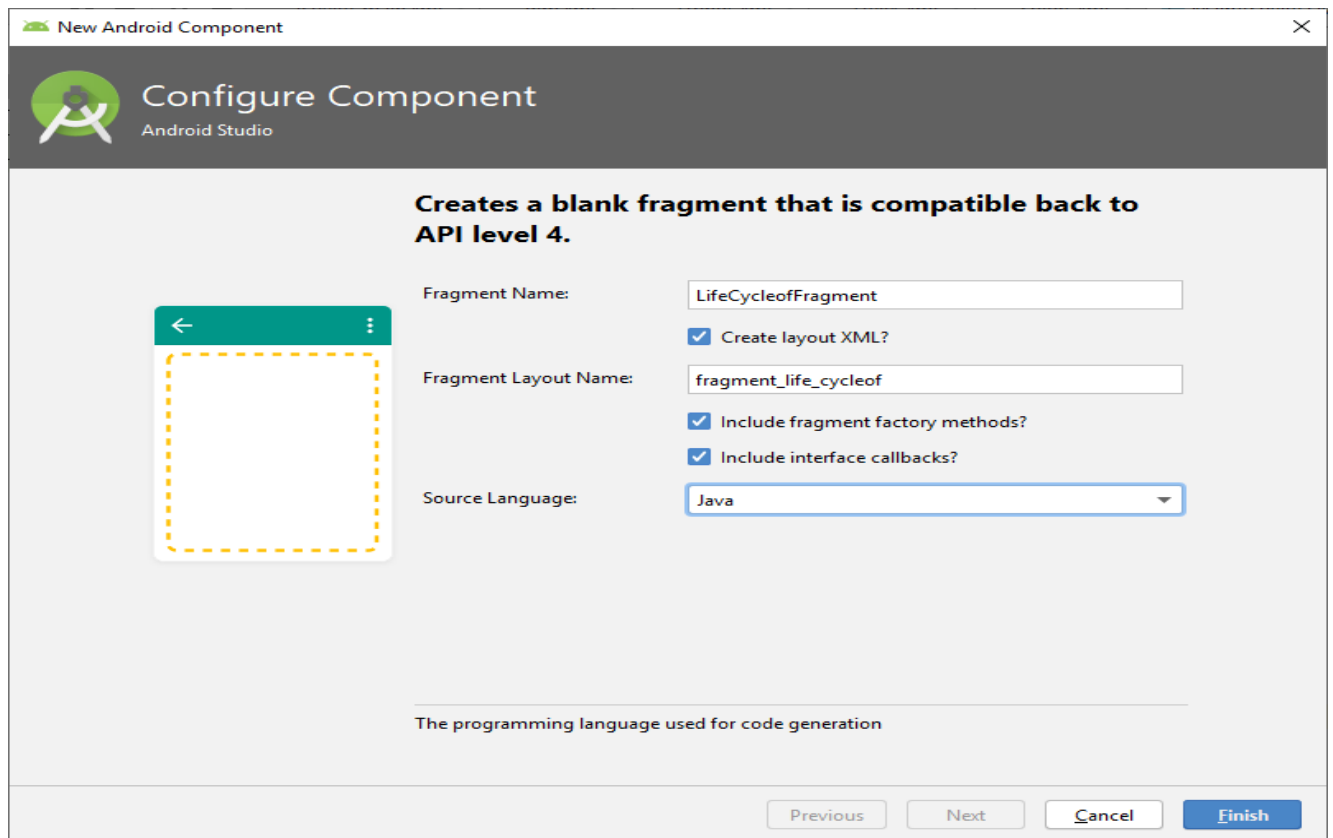 New Android Component
Configure Component
Android Studio
Creates a blank fragment that is compatible back to
API level 4.
Fragment Name:
LifeCycleofFragment
Create layout XML?
Fragment Layout Name:
fragment_life_cycleof
Include fragment factory methods?
Include interface callbacks?
Source Language:
Java
The programming language used for code generation
Previous
Next
Cancel
Finish